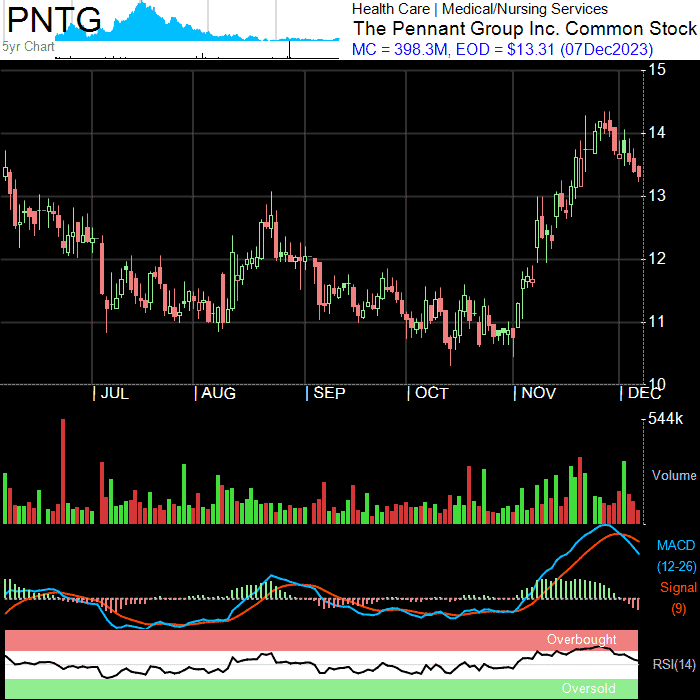 PNTG
5yr Chart
Health Care | Medical/Nursing Services
The Pennant Group Inc. Common Stock
MC = 398.3M, EOD = $13.31 (07Dec2023)
15
14
13
12
11
10
| JUL | AUG | SEP | OCT | NOV | DEC
544k
Volume
MACD
(12-26)
Signal
(9)
Overbought
RSI(14)
Oversold